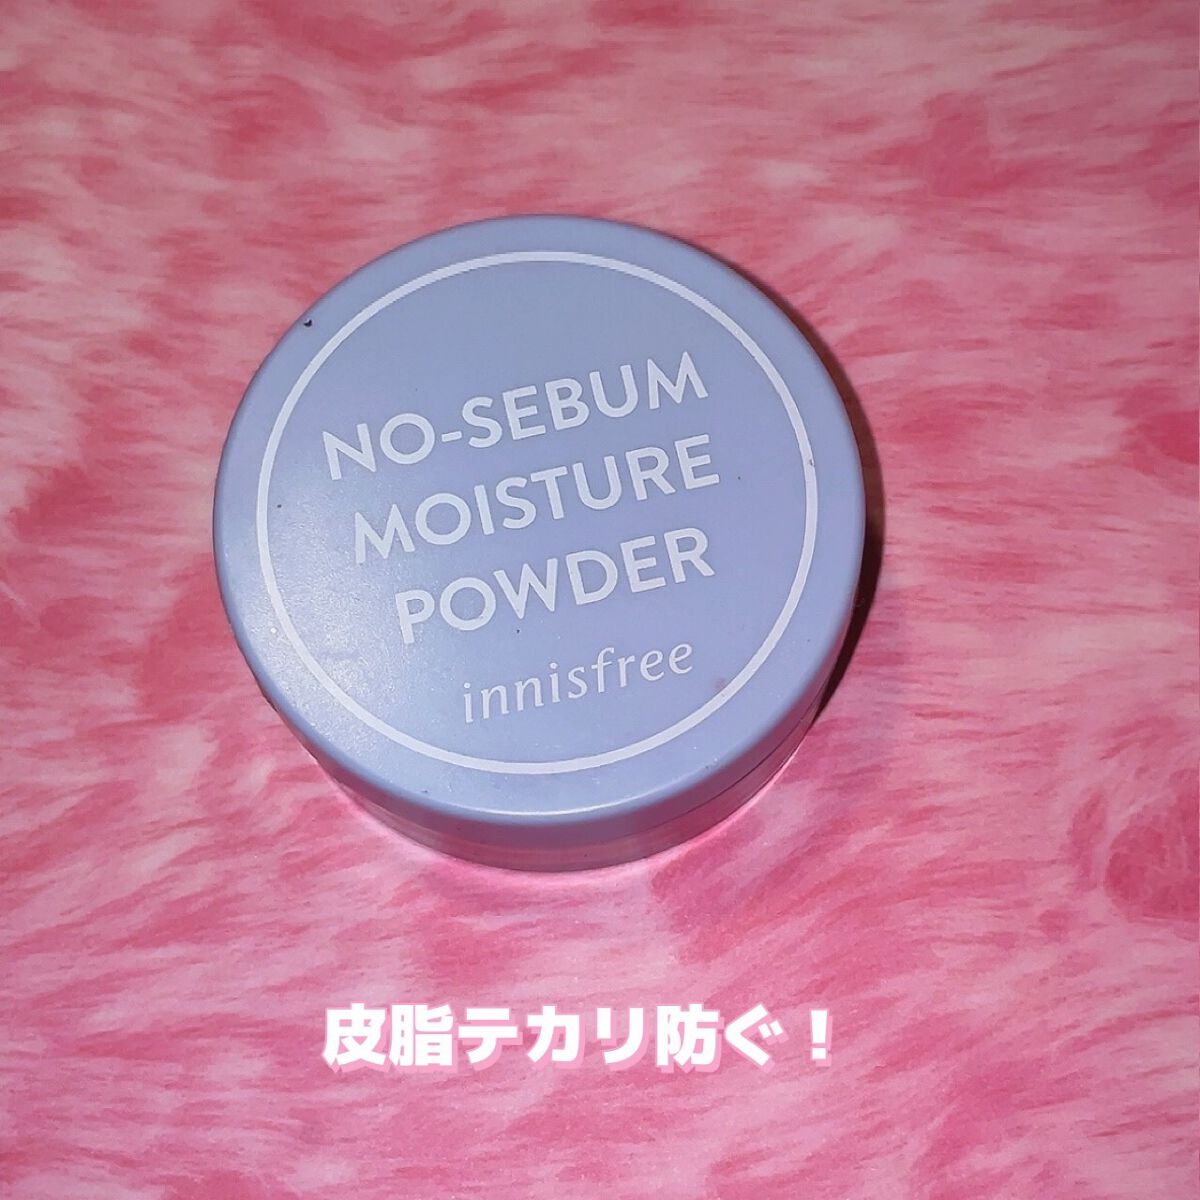 NO-SEBUM
MOISTURE
POWDER
innisfree
皮脂テカリ防ぐ！